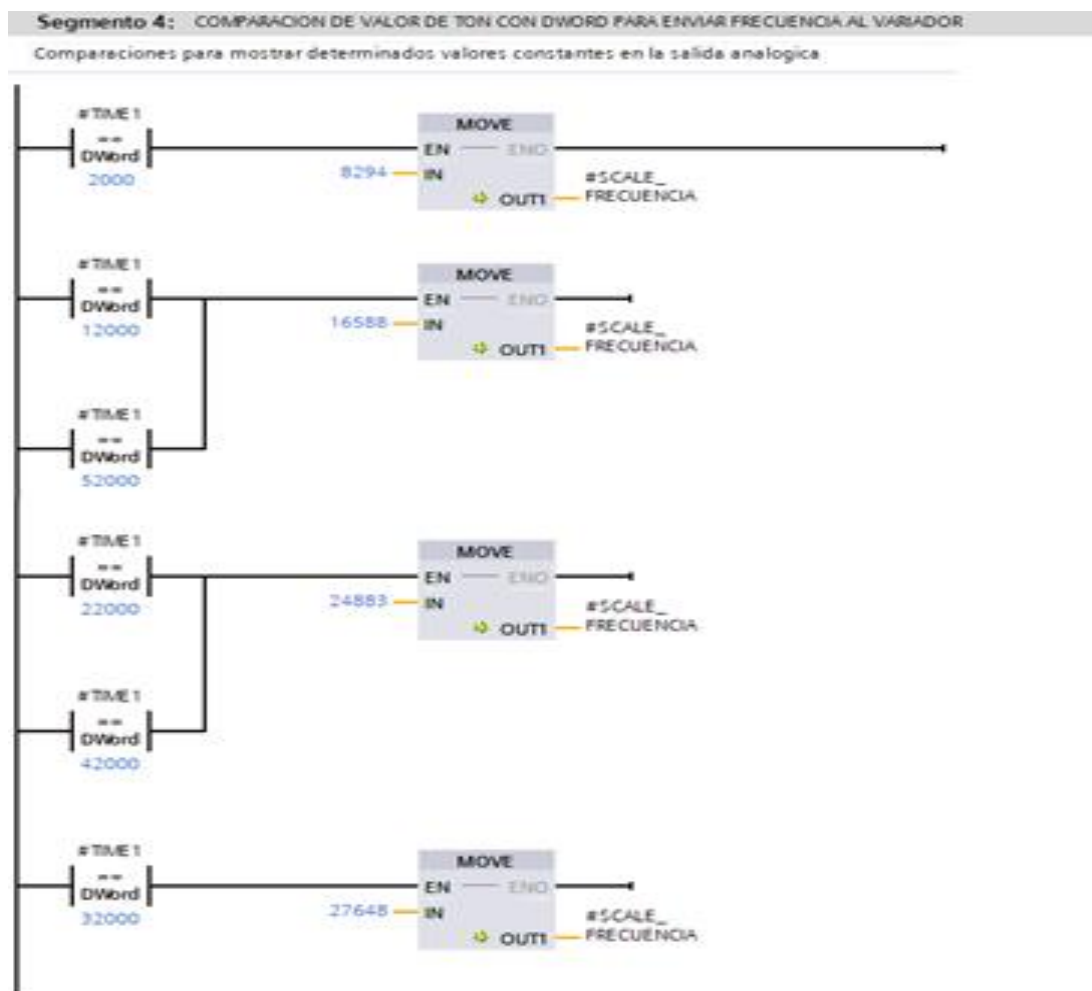 Segmento 4: COMPARACION DE VALOR DE TON CON DWORD PARA ENVIAR FRECUENCIA AL VARIADOR
Comparaciones para mostrar determinados valores constantes en la salida analogica
#TIME1
==
DWord
2000
MOVE
EN ENO
8294 IN
OUT1
#SCALE_
FRECUENCIA
#TIME1
==
DWord
12000
MOVE
EN ENO
16588 IN
OUT1
#SCALE_
FRECUENCIA
#TIME1
==
DWord
52000
#TIME1
==
DWord
22000
MOVE
EN ENO
24883 IN
OUT1
#SCALE_
FRECUENCIA
#TIME1
==
DWord
42000
#TIME1
==
DWord
32000
MOVE
EN ENO
27648 IN
OUT1
#SCALE_
FRECUENCIA